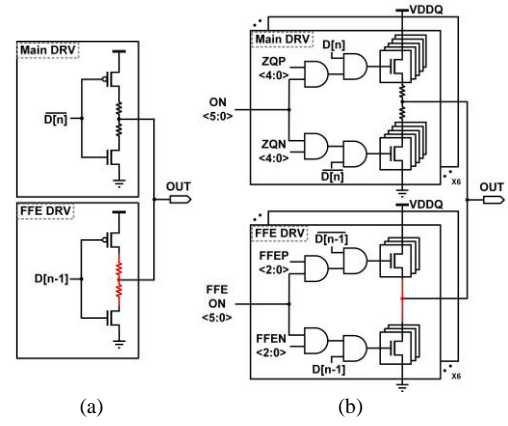 Main DRV
D[n]
OUT
FFE DRV
D[n-1]
(a)
VDDQ
Main DRV
D[n]
ZQP
<4:0>
ON
<5:0>
ZQN
<4:0>
D[n]
X6
OUT
VDDQ
FFE DRV
D[n-1]
FFEP
<2:0>
FFE
ON
<5:0>
FFEN
<2:0>
D[n-1]
X6
(b)